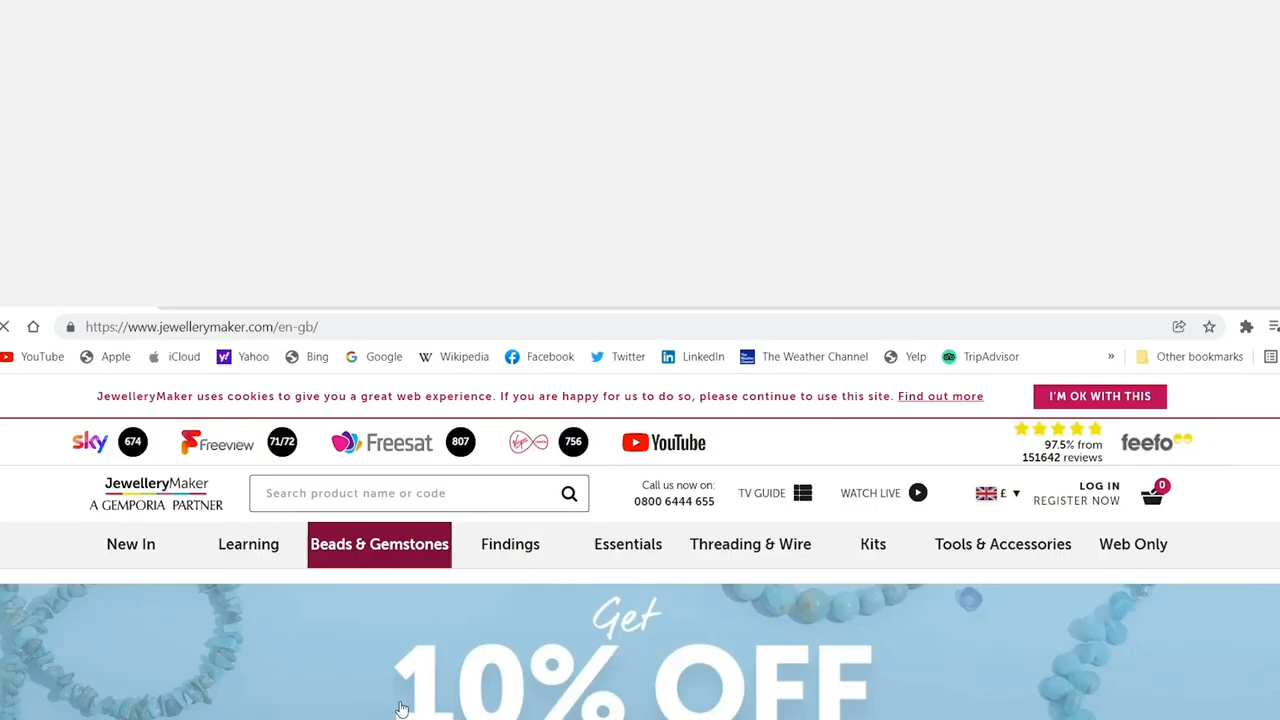 https://www.jewellerymaker.com/en-gb/
YouTube Apple iCloud Yahoo Bing Google Wikipedia Facebook Twitter LinkedIn The Weather Channel Yelp TripAdvisor » Other bookmarks
JewelleryMaker uses cookies to give you a great web experience. If you are happy for us to do so, please continue to use this site. Find out more I'M OK WITH THIS
sky 674 Freeview 71/72 Freesat 807 756 YouTube
97.5% from
151642 reviews
feefo
JewelleryMaker
A GEMPORIA PARTNER
Search product name or code
Call us now on:
0800 6444 655
TV GUIDE
WATCH LIVE
£
LOG IN
REGISTER NOW
0
New In Learning Beads & Gemstones Findings Essentials Threading & Wire Kits Tools & Accessories Web Only
Get
10% OFF